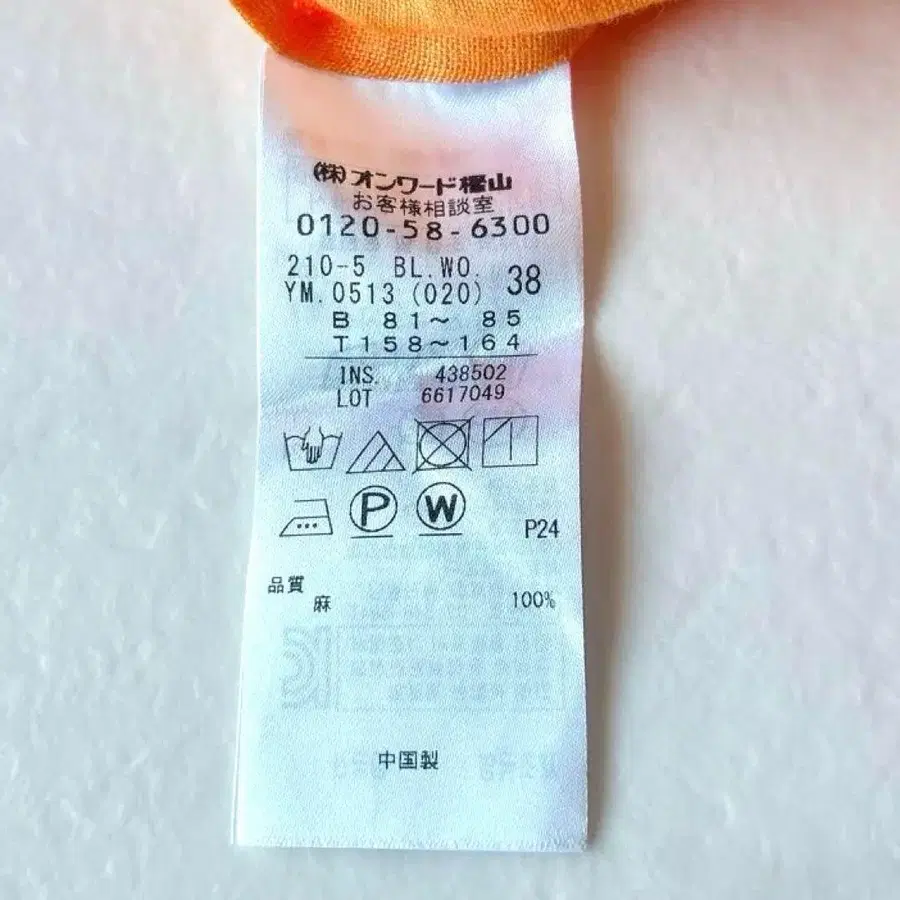 (株)オンワード樫山
お客様相談室
0120-58-6300
210-5 BL.WO. 38
YM.0513 (020)
B 81～ 85
T158～164
INS. 438502
LOT 6617049
P W P24
品質
麻 100%
中国製